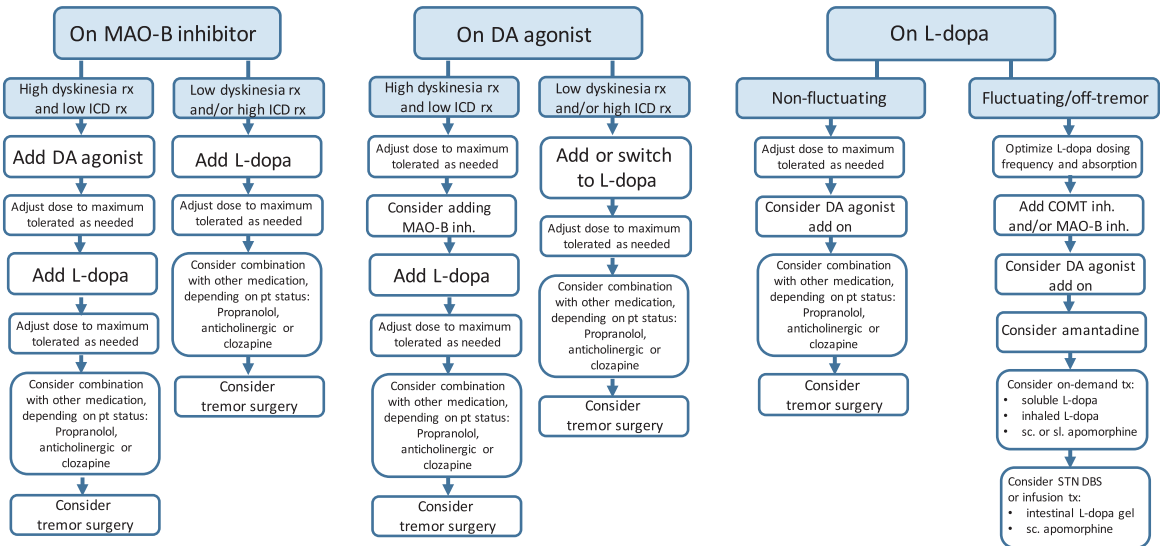 On MAO-B inhibitor
High dyskinesia rx
and low ICD rx
Add DA agonist
Adjust dose to maximum
tolerated as needed
Add L-dopa
Adjust dose to maximum
tolerated as needed
Consider combination
with other medication,
depending on pt status:
Propranolol,
anticholinergic or
clozapine
Consider
tremor surgery
Low dyskinesia rx
and/or high ICD rx
Add L-dopa
Adjust dose to maximum
tolerated as needed
Consider combination
with other medication,
depending on pt status:
Propranolol,
anticholinergic or
clozapine
Consider
tremor surgery
On DA agonist
High dyskinesia rx
and low ICD rx
Adjust dose to maximum
tolerated as needed
Consider adding
MAO-B inh.
Add L-dopa
Adjust dose to maximum
tolerated as needed
Consider combination
with other medication,
depending on pt status:
Propranolol,
anticholinergic or
clozapine
Consider
tremor surgery
Low dyskinesia rx
and/or high ICD rx
Add or switch
to L-dopa
Adjust dose to maximum
tolerated as needed
Consider combination
with other medication,
depending on pt status:
Propranolol,
anticholinergic or
clozapine
Consider
tremor surgery
On L-dopa
Non-fluctuating
Adjust dose to maximum
tolerated as needed
Consider DA agonist
add on
Consider combination
with other medication,
depending on pt status:
Propranolol,
anticholinergic or
clozapine
Consider
tremor surgery
Fluctuating/off-tremor
Optimize L-dopa dosing
frequency and absorption
Add COMT inh.
and/or MAO-B inh.
Consider DA agonist
add on
Consider amantadine
Consider on-demand tx:
• soluble L-dopa
• inhaled L-dopa
• sc. or sl. apomorphine
Consider STN DBS
or infusion tx:
• intestinal L-dopa gel
• sc. apomorphine